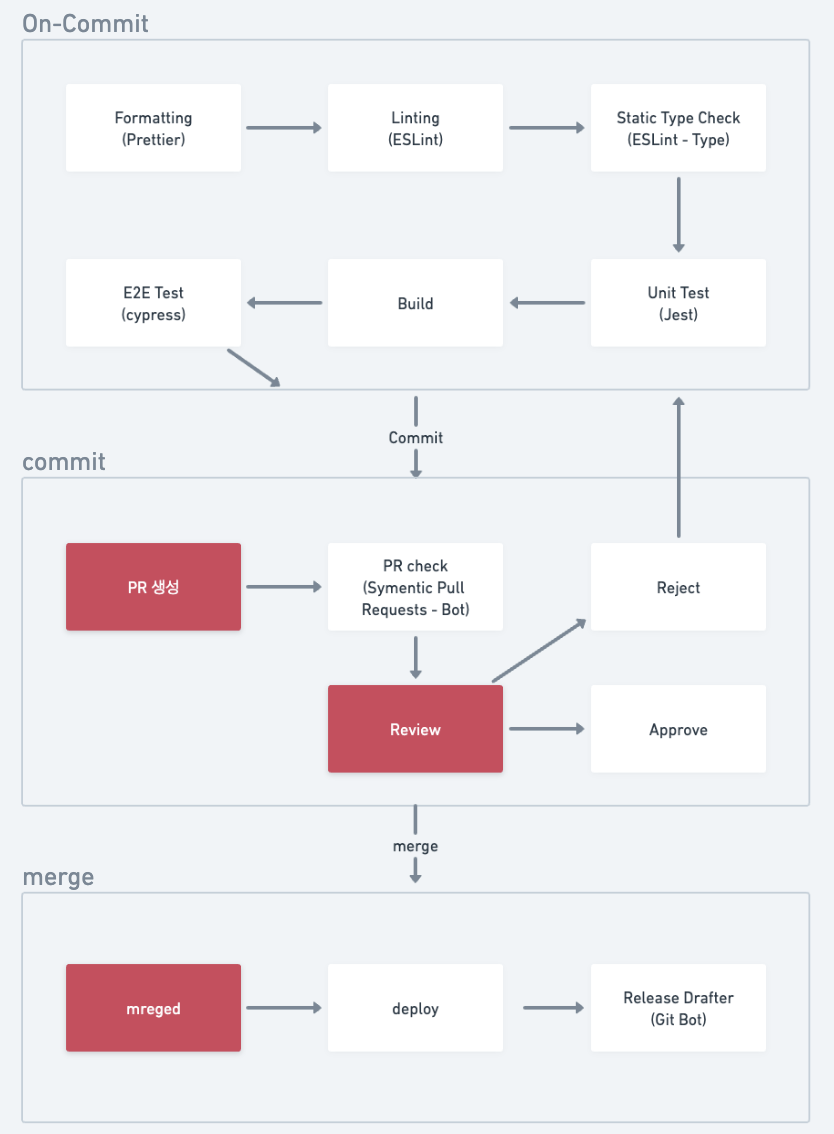 On-Commit
Formatting
(Prettier)
Linting
(ESLint)
Static Type Check
(ESLint - Type)
E2E Test
(cypress)
Build
Unit Test
(Jest)
Commit
commit
PR 생성
PR check
(Symentic Pull
Requests - Bot)
Reject
Review
Approve
merge
merge
mreged
deploy
Release Drafter
(Git Bot)